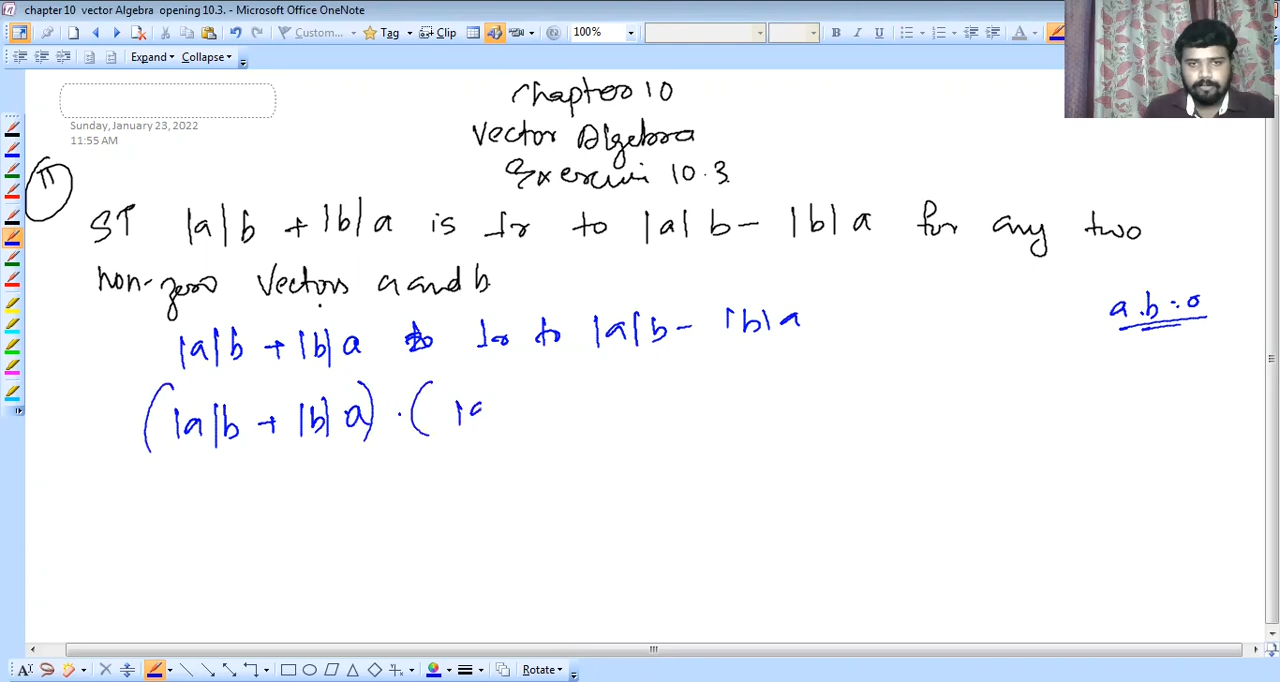 chapter 10 vector Algebra opening 10.3. - Microsoft Office OneNote
Custom... Tag Clip 100% B I U A
Expand Collapse
Chapter 10
Sunday, January 23, 2022
11:55 AM
Vector Algebra
Exercise 10.3
11
ST |a|b + |b|a is ⊥r to |a|b - |b|a for any two
non-zero vectors a and b
a.b = 0
|a|b + |b|a ⊥r to |a|b - |b|a
(|a|b + |b|a) . ( |a
Rotate